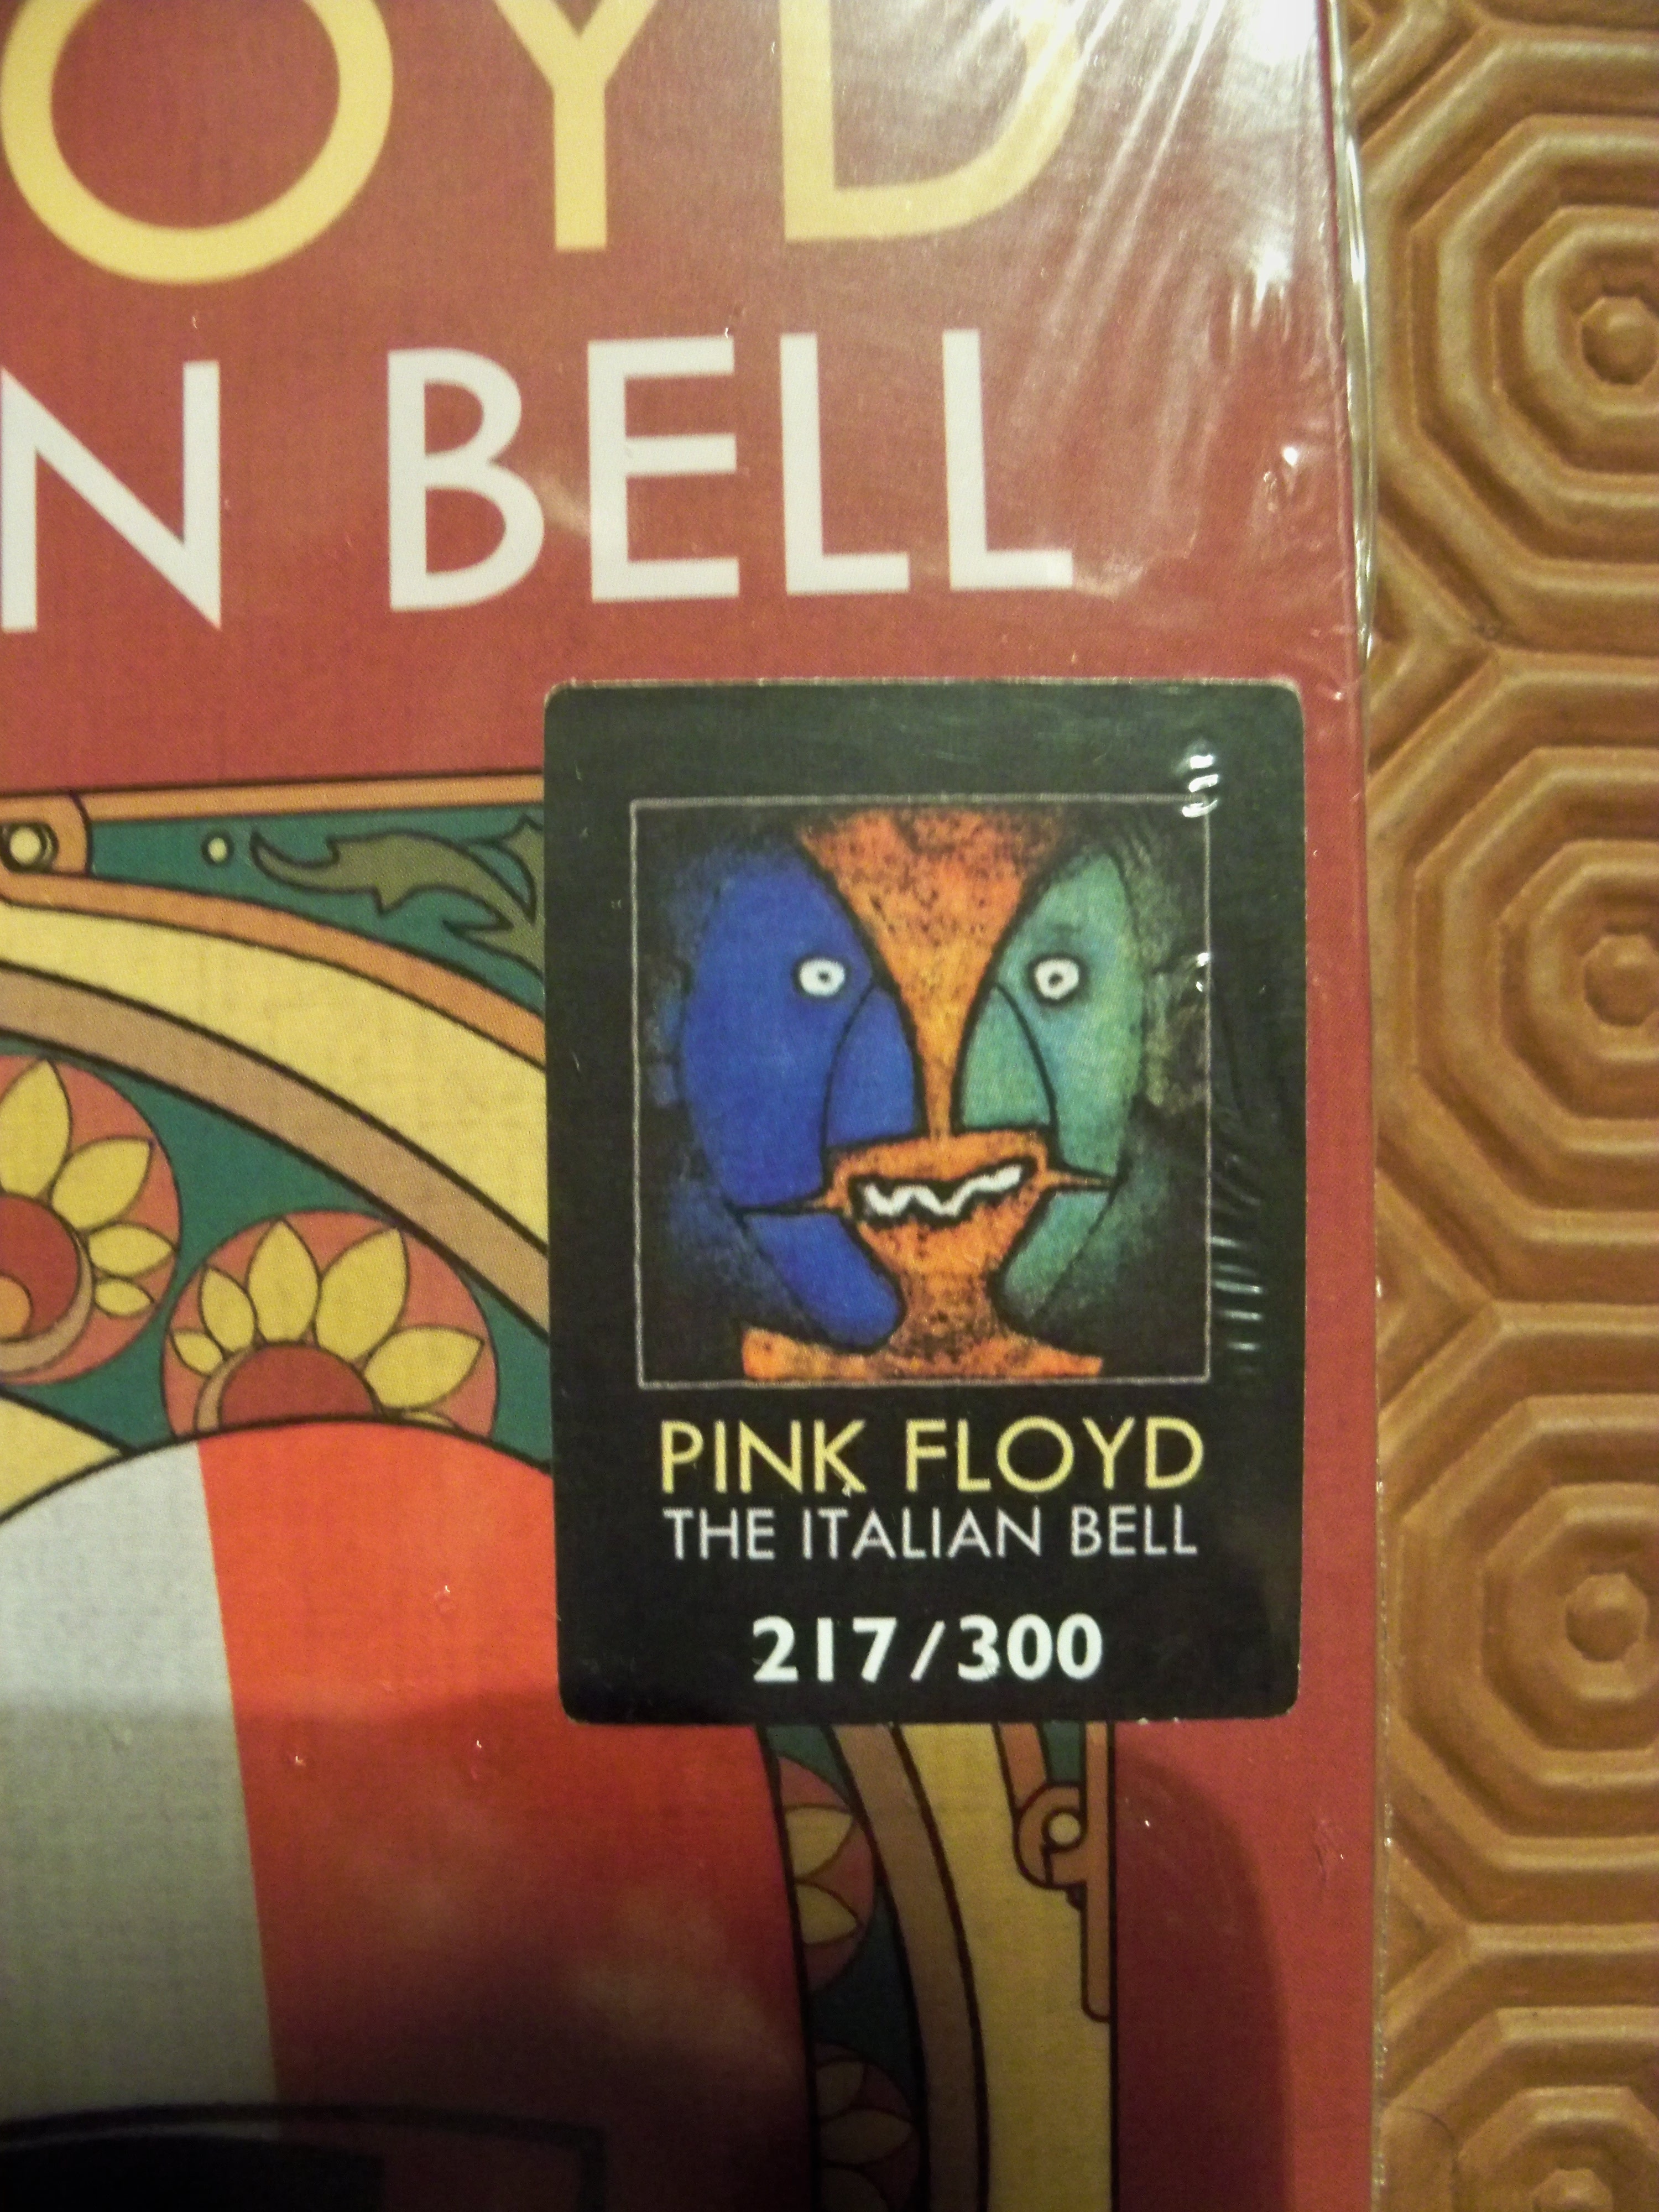 OYD
N BELL
PINK FLOYD
THE ITALIAN BELL
217/300